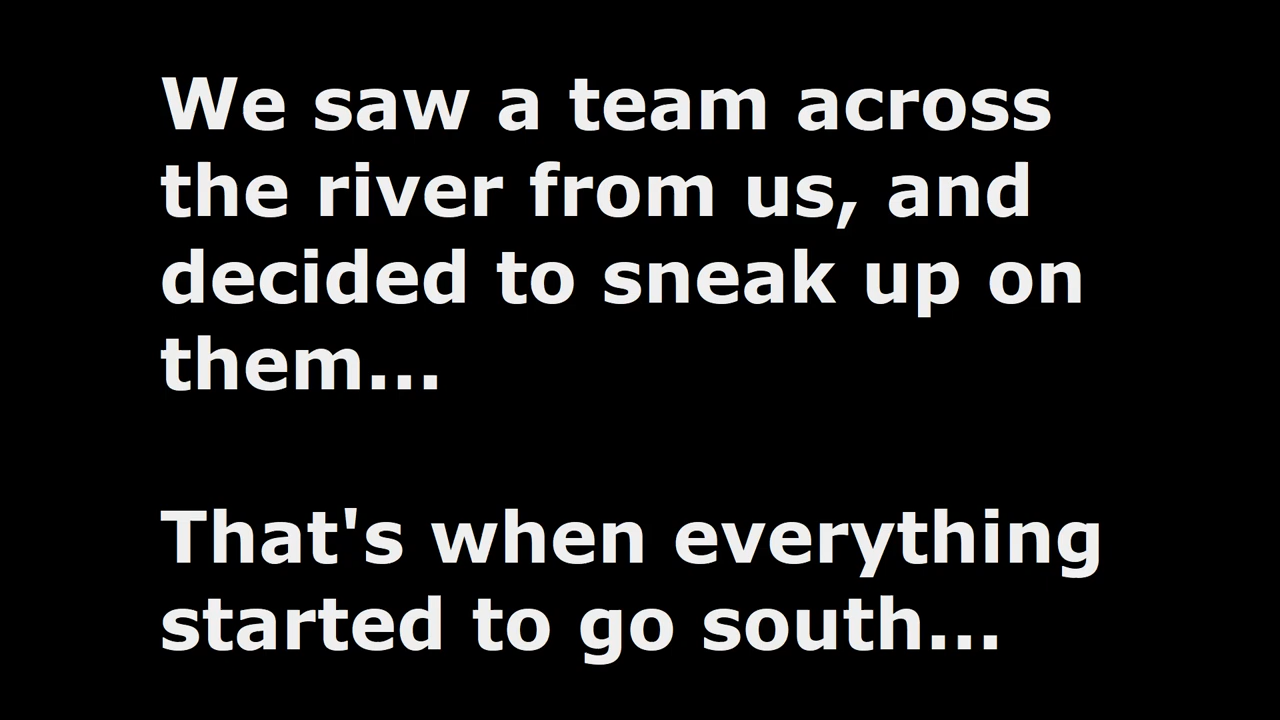 We saw a team across
the river from us, and
decided to sneak up on
them...
That's when everything
started to go south...